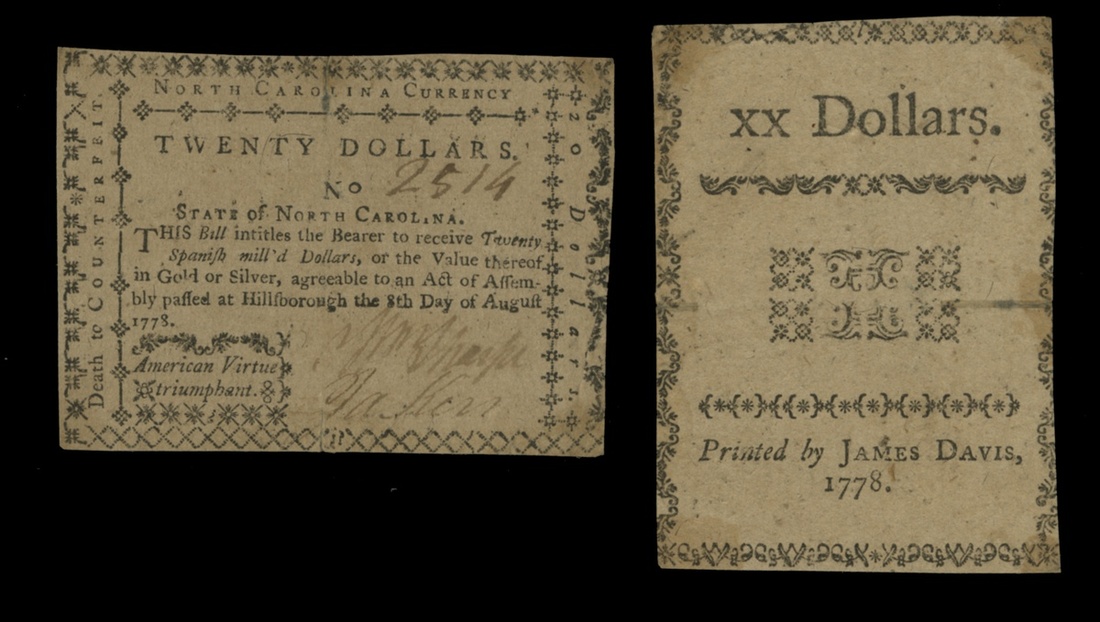 NORTH CAROLINA CURRENCY
TWENTY DOLLARS.
No 2514
STATE of NORTH CAROLINA.
THIS Bill intitles the Bearer to receive Twenty
Spaniſh mill'd Dollars, or the Value thereof
in Gold or Silver, agreeable to an Act of Aſſem-
bly paſſed at Hillſborough the 8th Day of Auguſt
1778.
American Virtue
triumphant.
Death to COUNTERFEIT.
20 Dollars.
xx Dollars.
Printed by JAMES DAVIS,
1778.